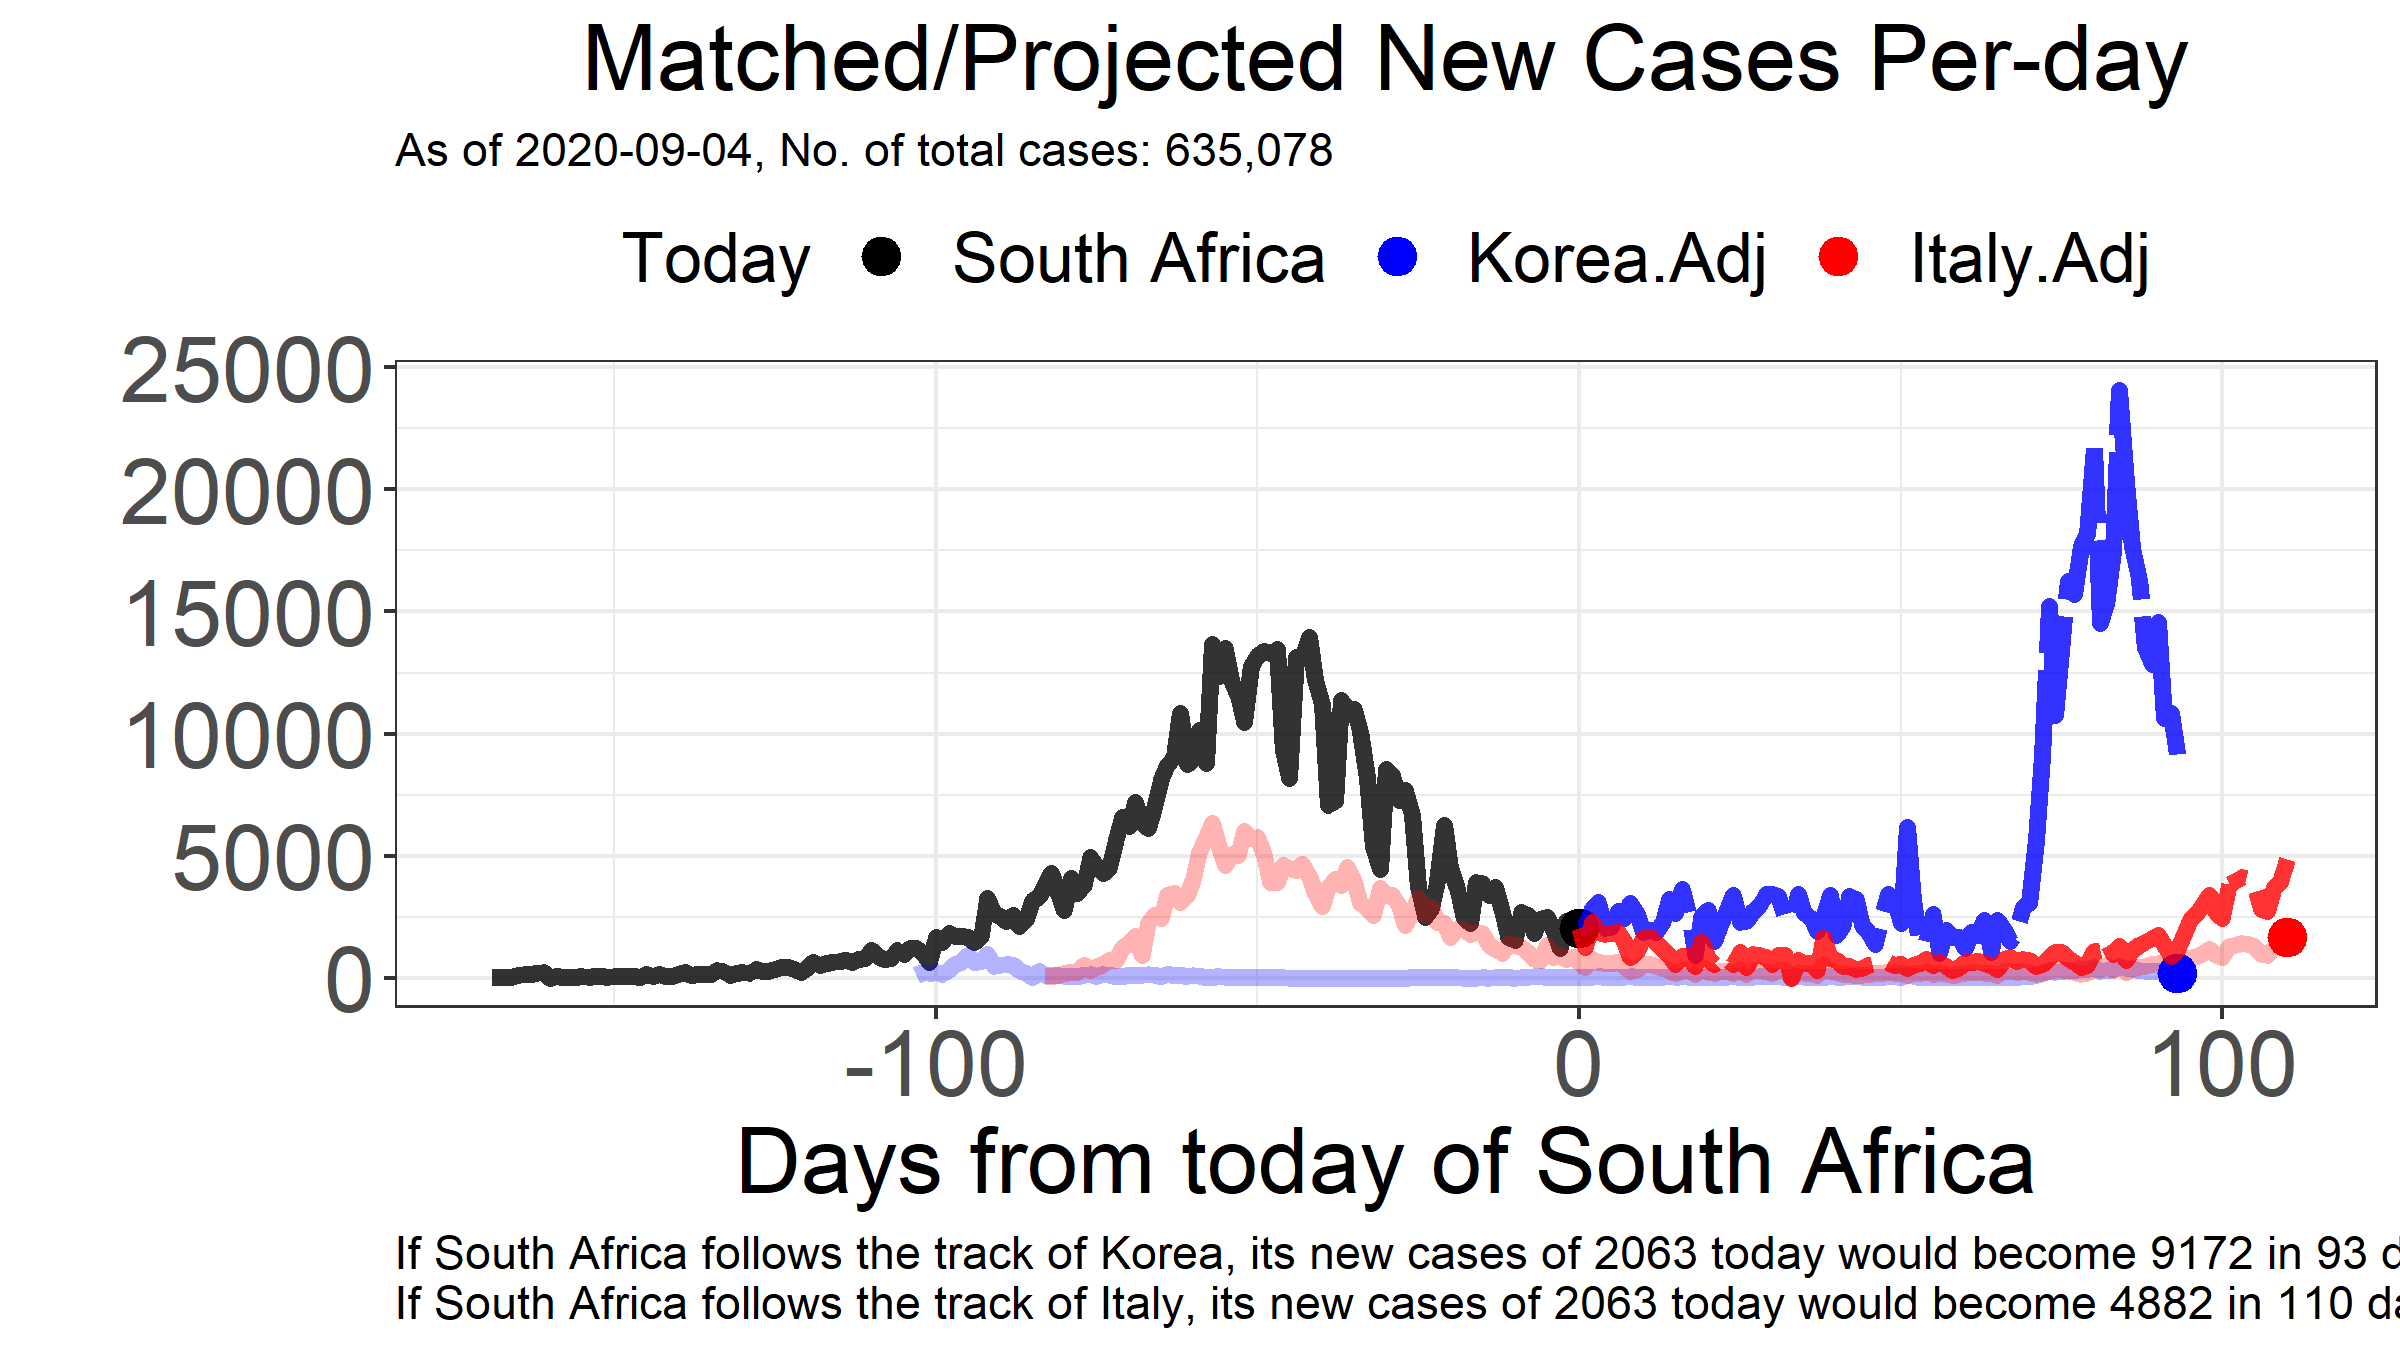 Matched/Projected New Cases Per-day
As of 2020-09-04, No. of total cases: 635,078
Today South Africa Korea.Adj Italy.Adj
25000
20000
15000
10000
5000
0
-100 0 100
Days from today of South Africa
If South Africa follows the track of Korea, its new cases of 2063 today would become 9172 in 93
If South Africa follows the track of Italy, its new cases of 2063 today would become 4882 in 110